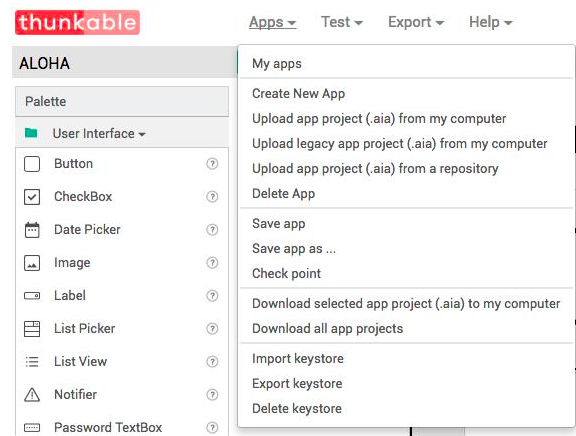 thunkable
Apps
Test
Export
Help
ALOHA
Palette
User Interface
Button
?
CheckBox
?
Date Picker
?
Image
?
Label
?
List Picker
?
List View
?
Notifier
?
Password TextBox
?
My apps
Create New App
Upload app project (.aia) from my computer
Upload legacy app project (.aia) from my computer
Upload app project (.aia) from a repository
Delete App
Save app
Save app as ...
Check point
Download selected app project (.aia) to my computer
Download all app projects
Import keystore
Export keystore
Delete keystore